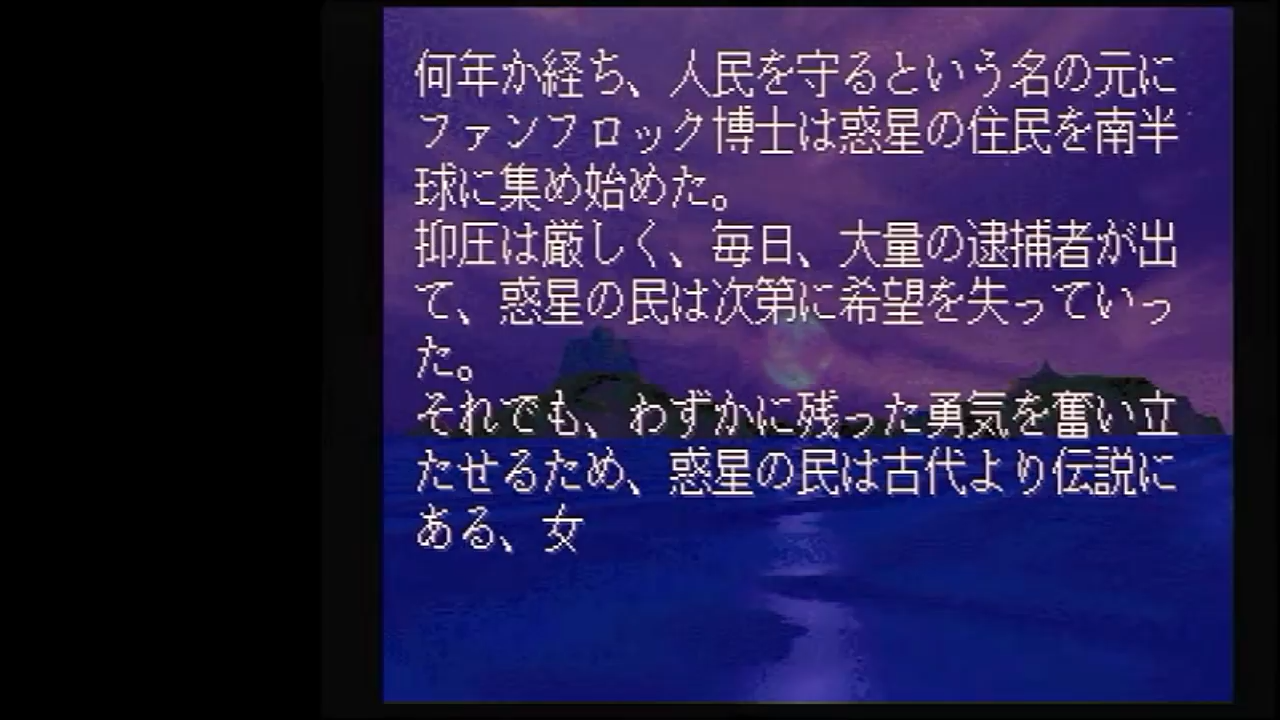 何年か経ち、人民を守るという名の元に
ファンフロック博士は惑星の住民を南半
球に集め始めた。
抑圧は厳しく、毎日、大量の逮捕者が出
て、惑星の民は次第に希望を失っていっ
た。
それでも、わずかに残った勇気を奮い立
たせるため、惑星の民は古代より伝説に
ある、女